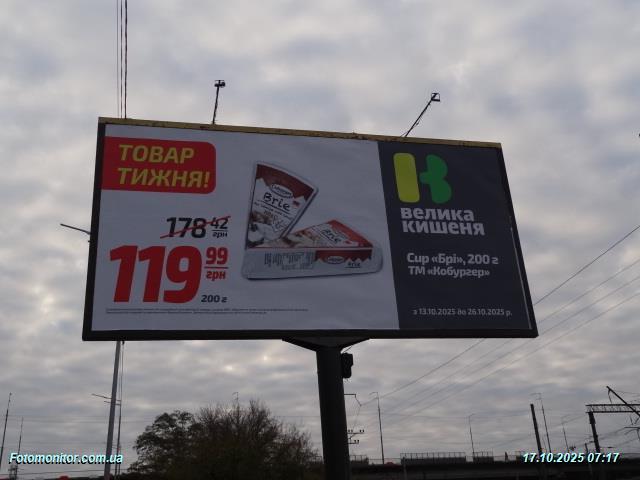 ТОВАР
ТИЖНЯ!
178 42
грн
119 99
грн
200 г
Brie
Brie
велика
кишеня
Сир «Брі», 200 г
ТМ «Кобургер»
з 13.10.2025 до 26.10.2025 р.
Fotomonitor.com.ua
17.10.2025 07:17